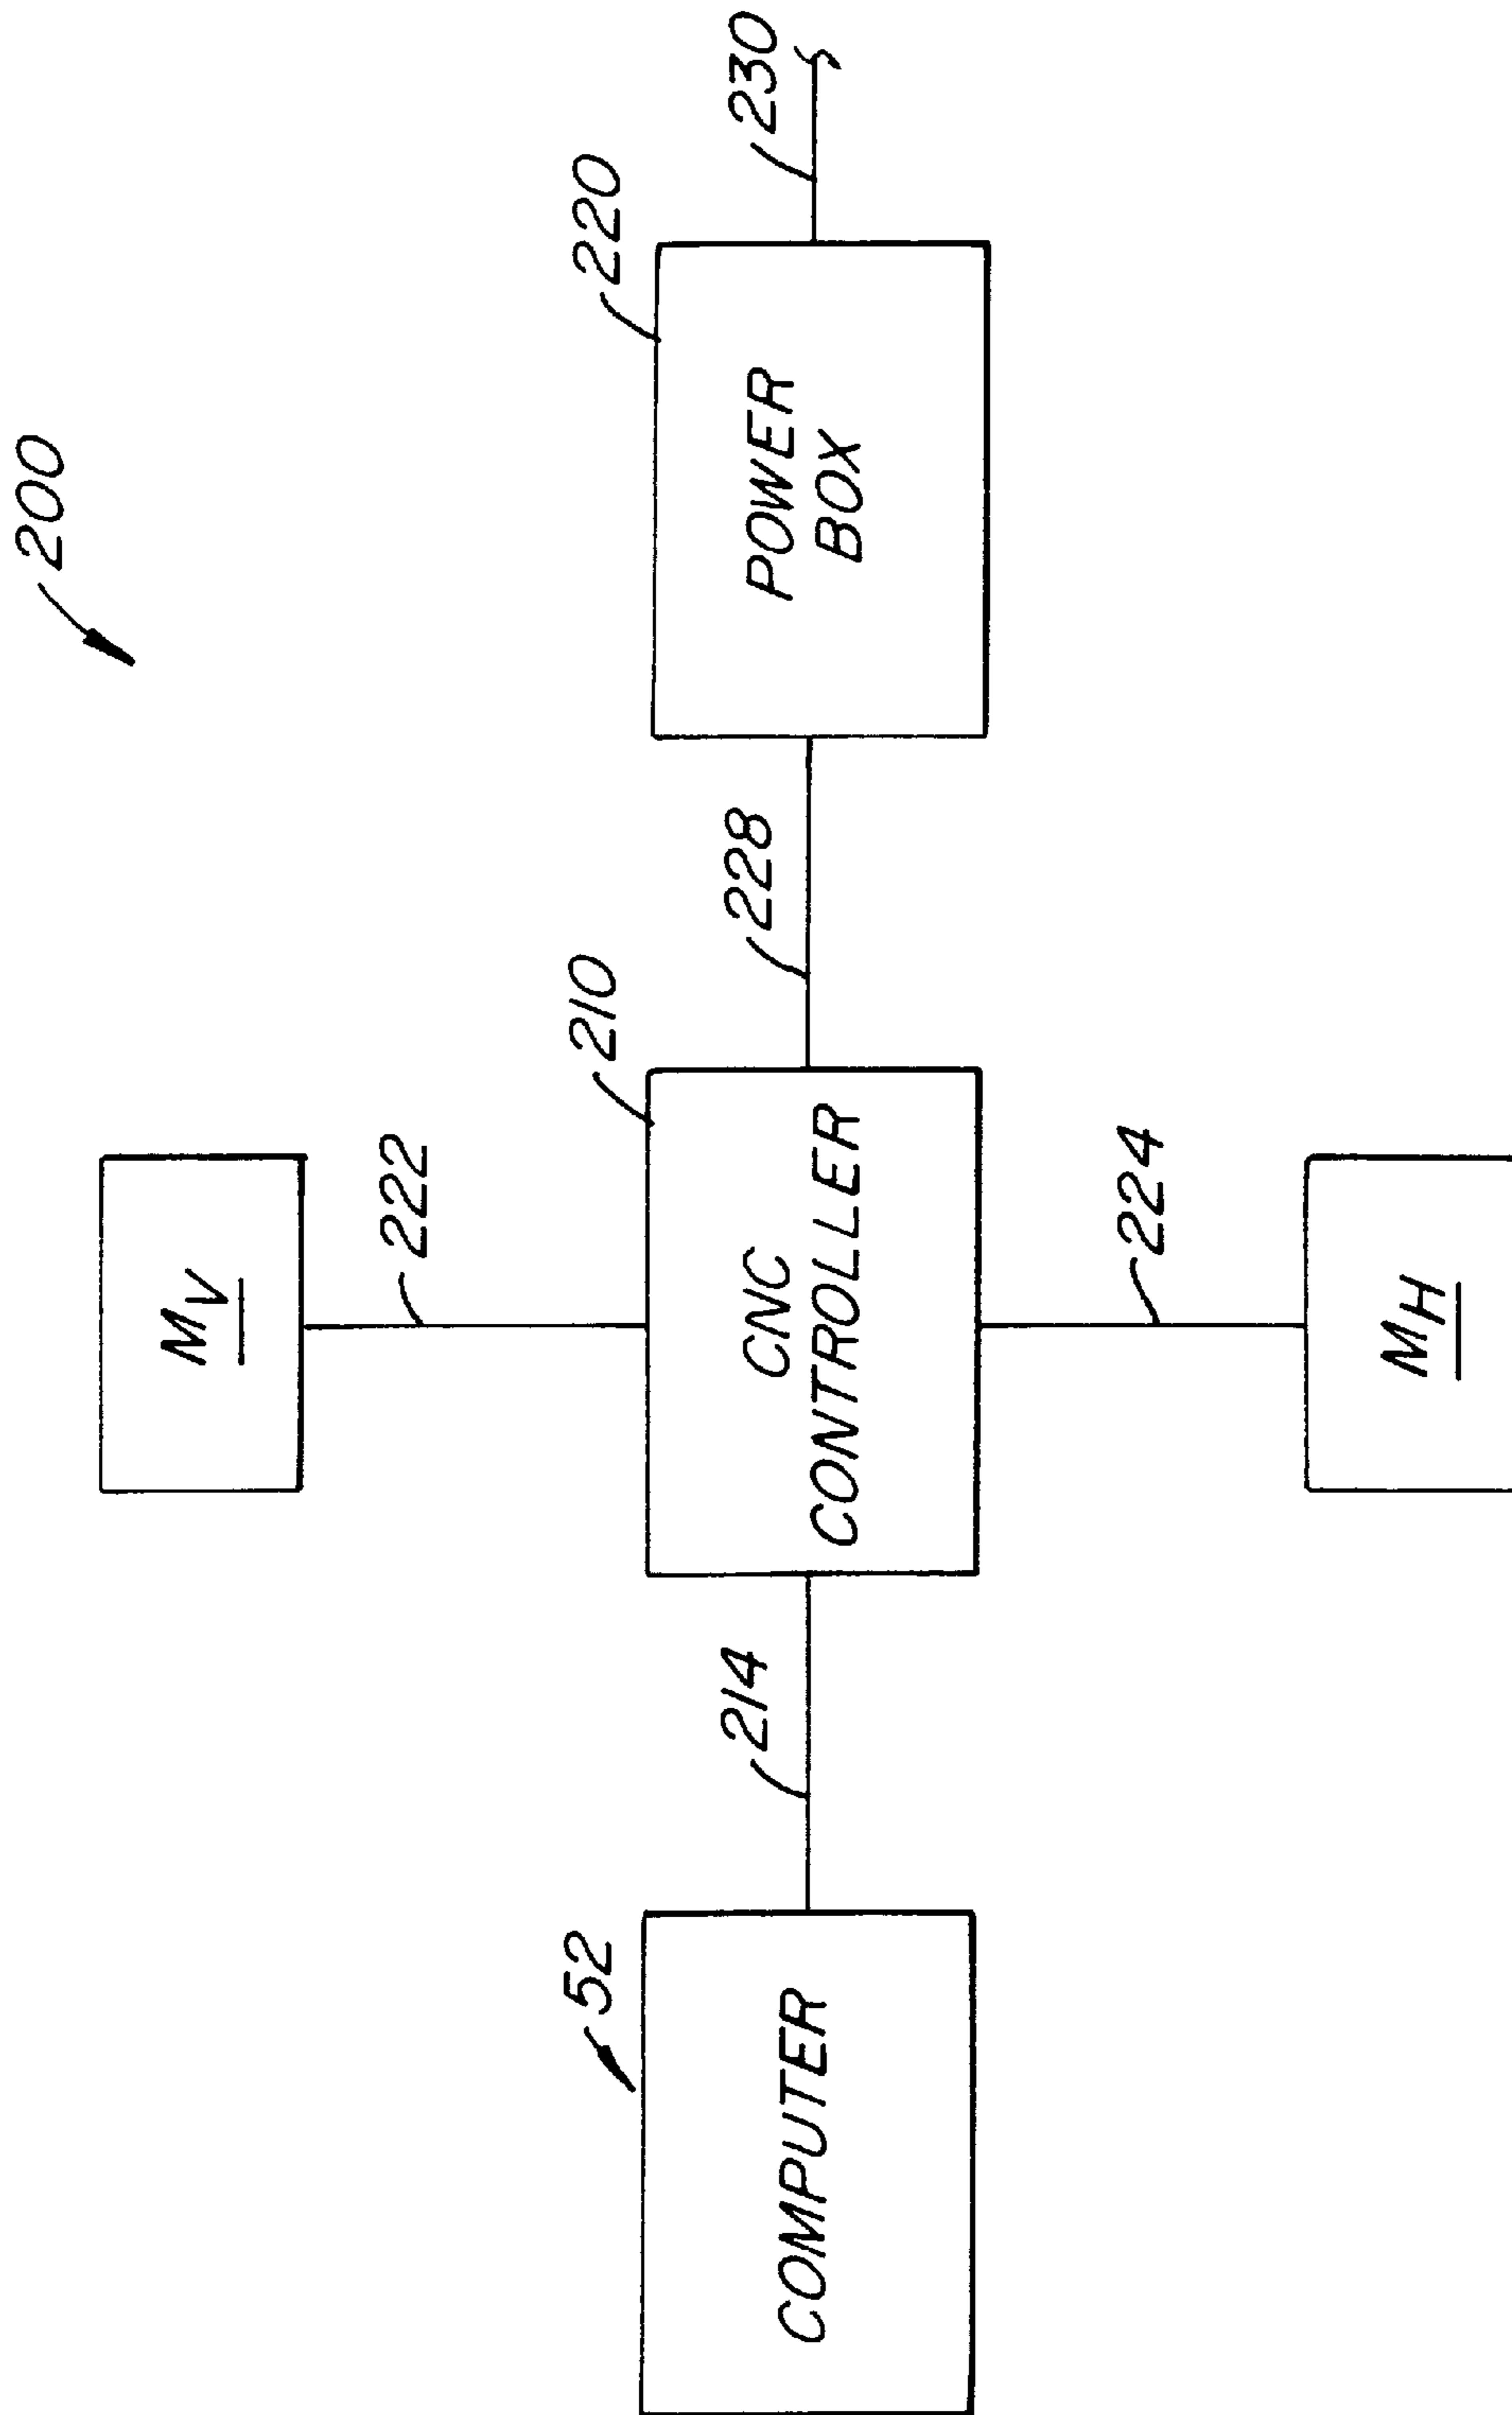 200
M_V
222
210
220
230
COMPUTER
52
214
CNC
CONTROLLER
228
POWER
BOX
224
M_H